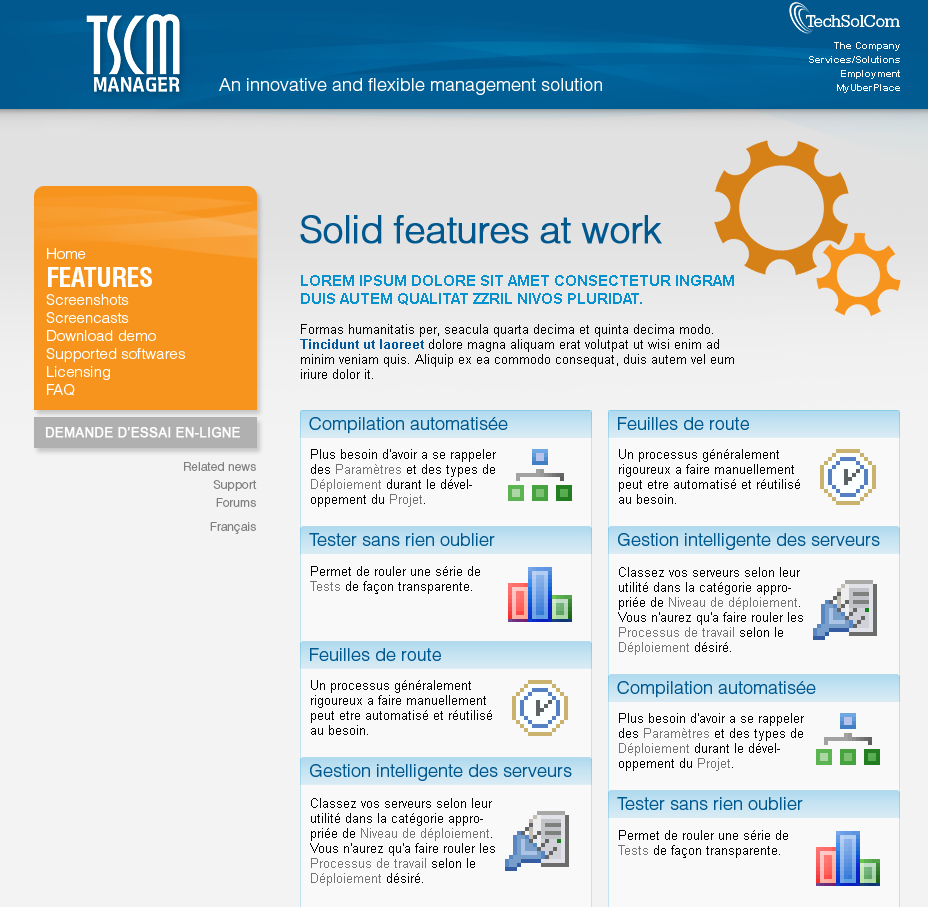 TSCM
MANAGER
An innovative and flexible management solution
TechSolCom
The Company
Services/Solutions
Employment
MyUberPlace
Home
FEATURES
Screenshots
Screencasts
Download demo
Supported softwares
Licensing
FAQ
DEMANDE D'ESSAI EN-LIGNE
Related news
Support
Forums
Français
Solid features at work
LOREM IPSUM DOLORE SIT AMET CONSECTETUR INGRAM
DUIS AUTEM QUALITAT ZZRIL NIVOS PLURIDAT.
Formas humanitatis per, seacula quarta decima et quinta decima modo.
Tincidunt ut laoreet dolore magna aliquam erat volutpat ut wisi enim ad
minim veniam quis. Aliquip ex ea commodo consequat, duis autem vel eum
iriure dolor it.
Compilation automatisée
Plus besoin d'avoir a se rappeler
des Paramètres et des types de
Déploiement durant le dével-
oppement du Projet.
Tester sans rien oublier
Permet de rouler une série de
Tests de façon transparente.
Feuilles de route
Un processus généralement
rigoureux a faire manuellement
peut etre automatisé et réutilisé
au besoin.
Gestion intelligente des serveurs
Classez vos serveurs selon leur
utilité dans la catégorie appro-
priée de Niveau de déploiement.
Vous n'aurez qu'a faire rouler les
Processus de travail selon le
Déploiement désiré.
Feuilles de route
Un processus généralement
rigoureux a faire manuellement
peut etre automatisé et réutilisé
au besoin.
Gestion intelligente des serveurs
Classez vos serveurs selon leur
utilité dans la catégorie appro-
priée de Niveau de déploiement.
Vous n'aurez qu'a faire rouler les
Processus de travail selon le
Déploiement désiré.
Compilation automatisée
Plus besoin d'avoir a se rappeler
des Paramètres et des types de
Déploiement durant le dével-
oppement du Projet.
Tester sans rien oublier
Permet de rouler une série de
Tests de façon transparente.